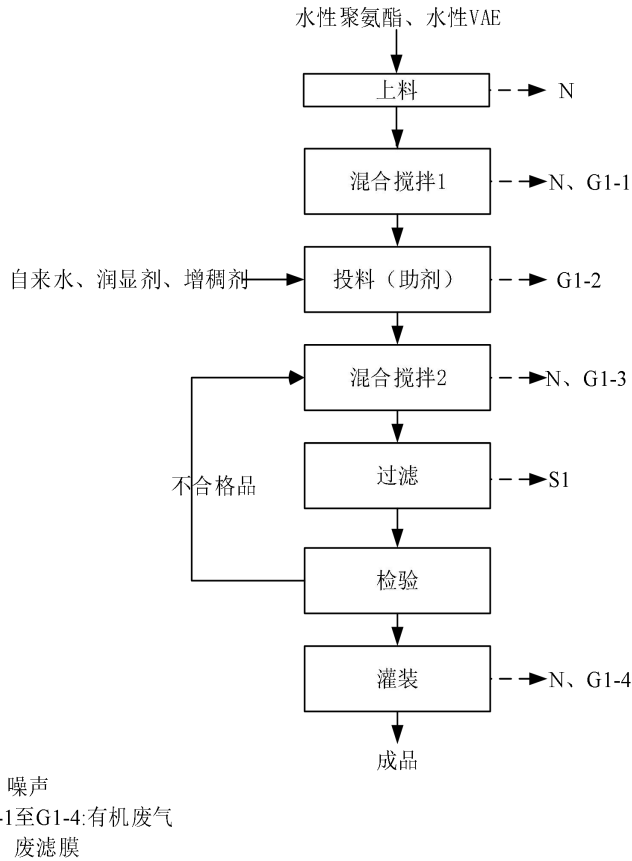 水性聚氨酯、水性VAE
上料
N
混合搅拌1
N、G1-1
自来水、润显剂、增稠剂
投料（助剂）
G1-2
混合搅拌2
N、G1-3
过滤
S1
不合格品
检验
灌装
N、G1-4
成品
噪声
-1至G1-4:有机废气
废滤膜